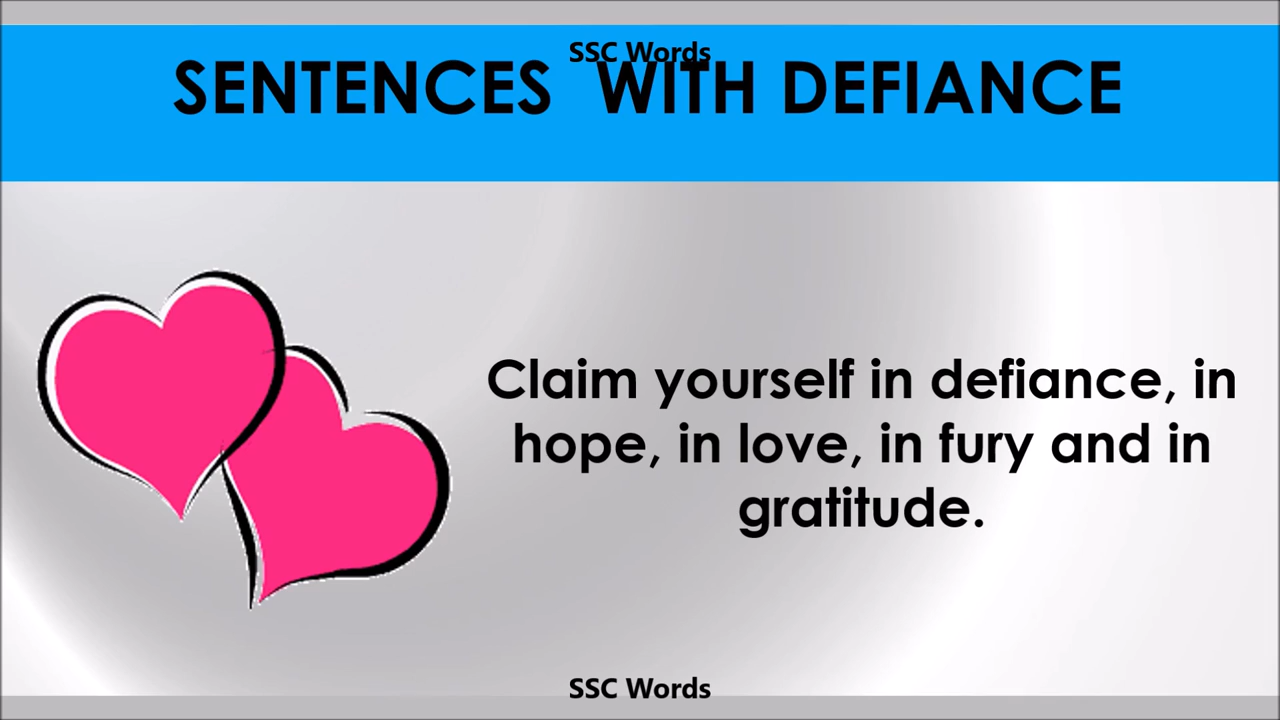 SSC Words
SENTENCES WITH DEFIANCE
Claim yourself in defiance, in
hope, in love, in fury and in
gratitude.
SSC Words